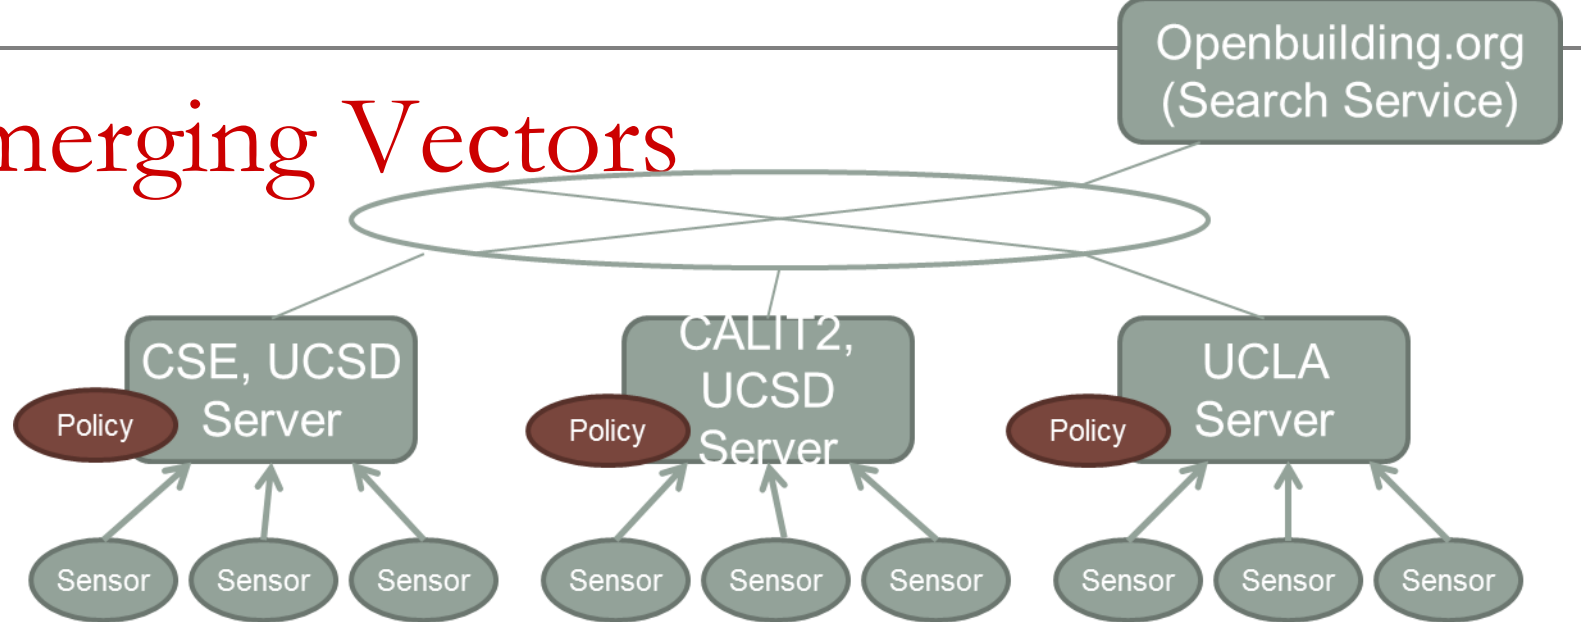 Openbuilding.org
(Search Service)
merging Vectors
CSE, UCSD
Server
Policy
CALIT2,
UCSD
Server
Policy
UCLA
Server
Policy
Sensor
Sensor
Sensor
Sensor
Sensor
Sensor
Sensor
Sensor
Sensor